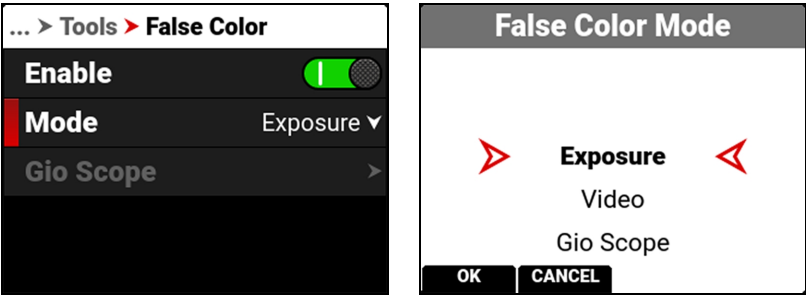 ... > Tools > False Color
Enable
Mode Exposure
Gio Scope
False Color Mode
Exposure
Video
Gio Scope
OK CANCEL